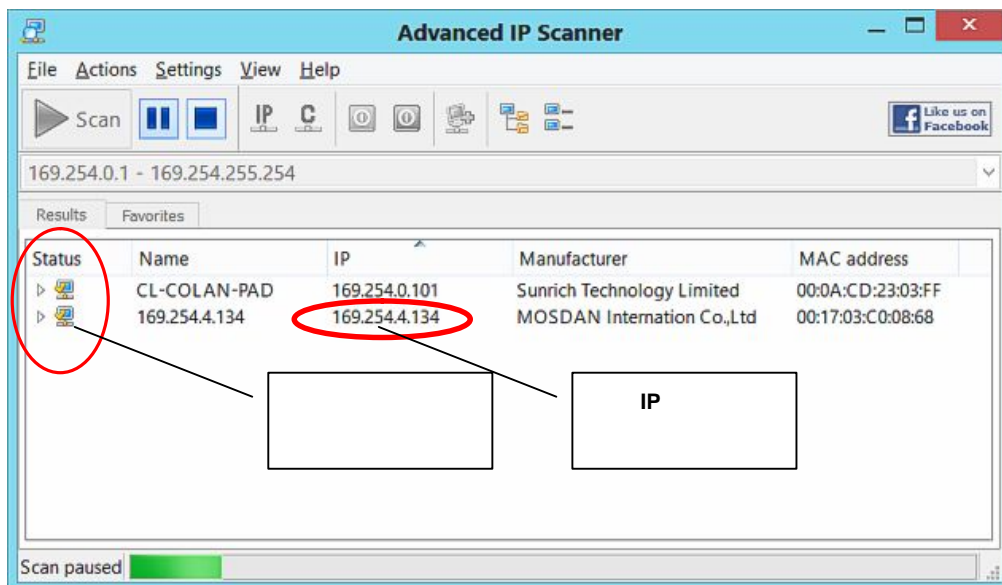 Advanced IP Scanner
File Actions Settings View Help
Scan IP C
Like us on
Facebook
169.254.0.1 - 169.254.255.254
Results Favorites
Status Name IP Manufacturer MAC address
CL-COLAN-PAD 169.254.0.101 Sunrich Technology Limited 00:0A:CD:23:03:FF
169.254.4.134 169.254.4.134 MOSDAN Internation Co.,Ltd 00:17:03:C0:08:68
IP
Scan paused